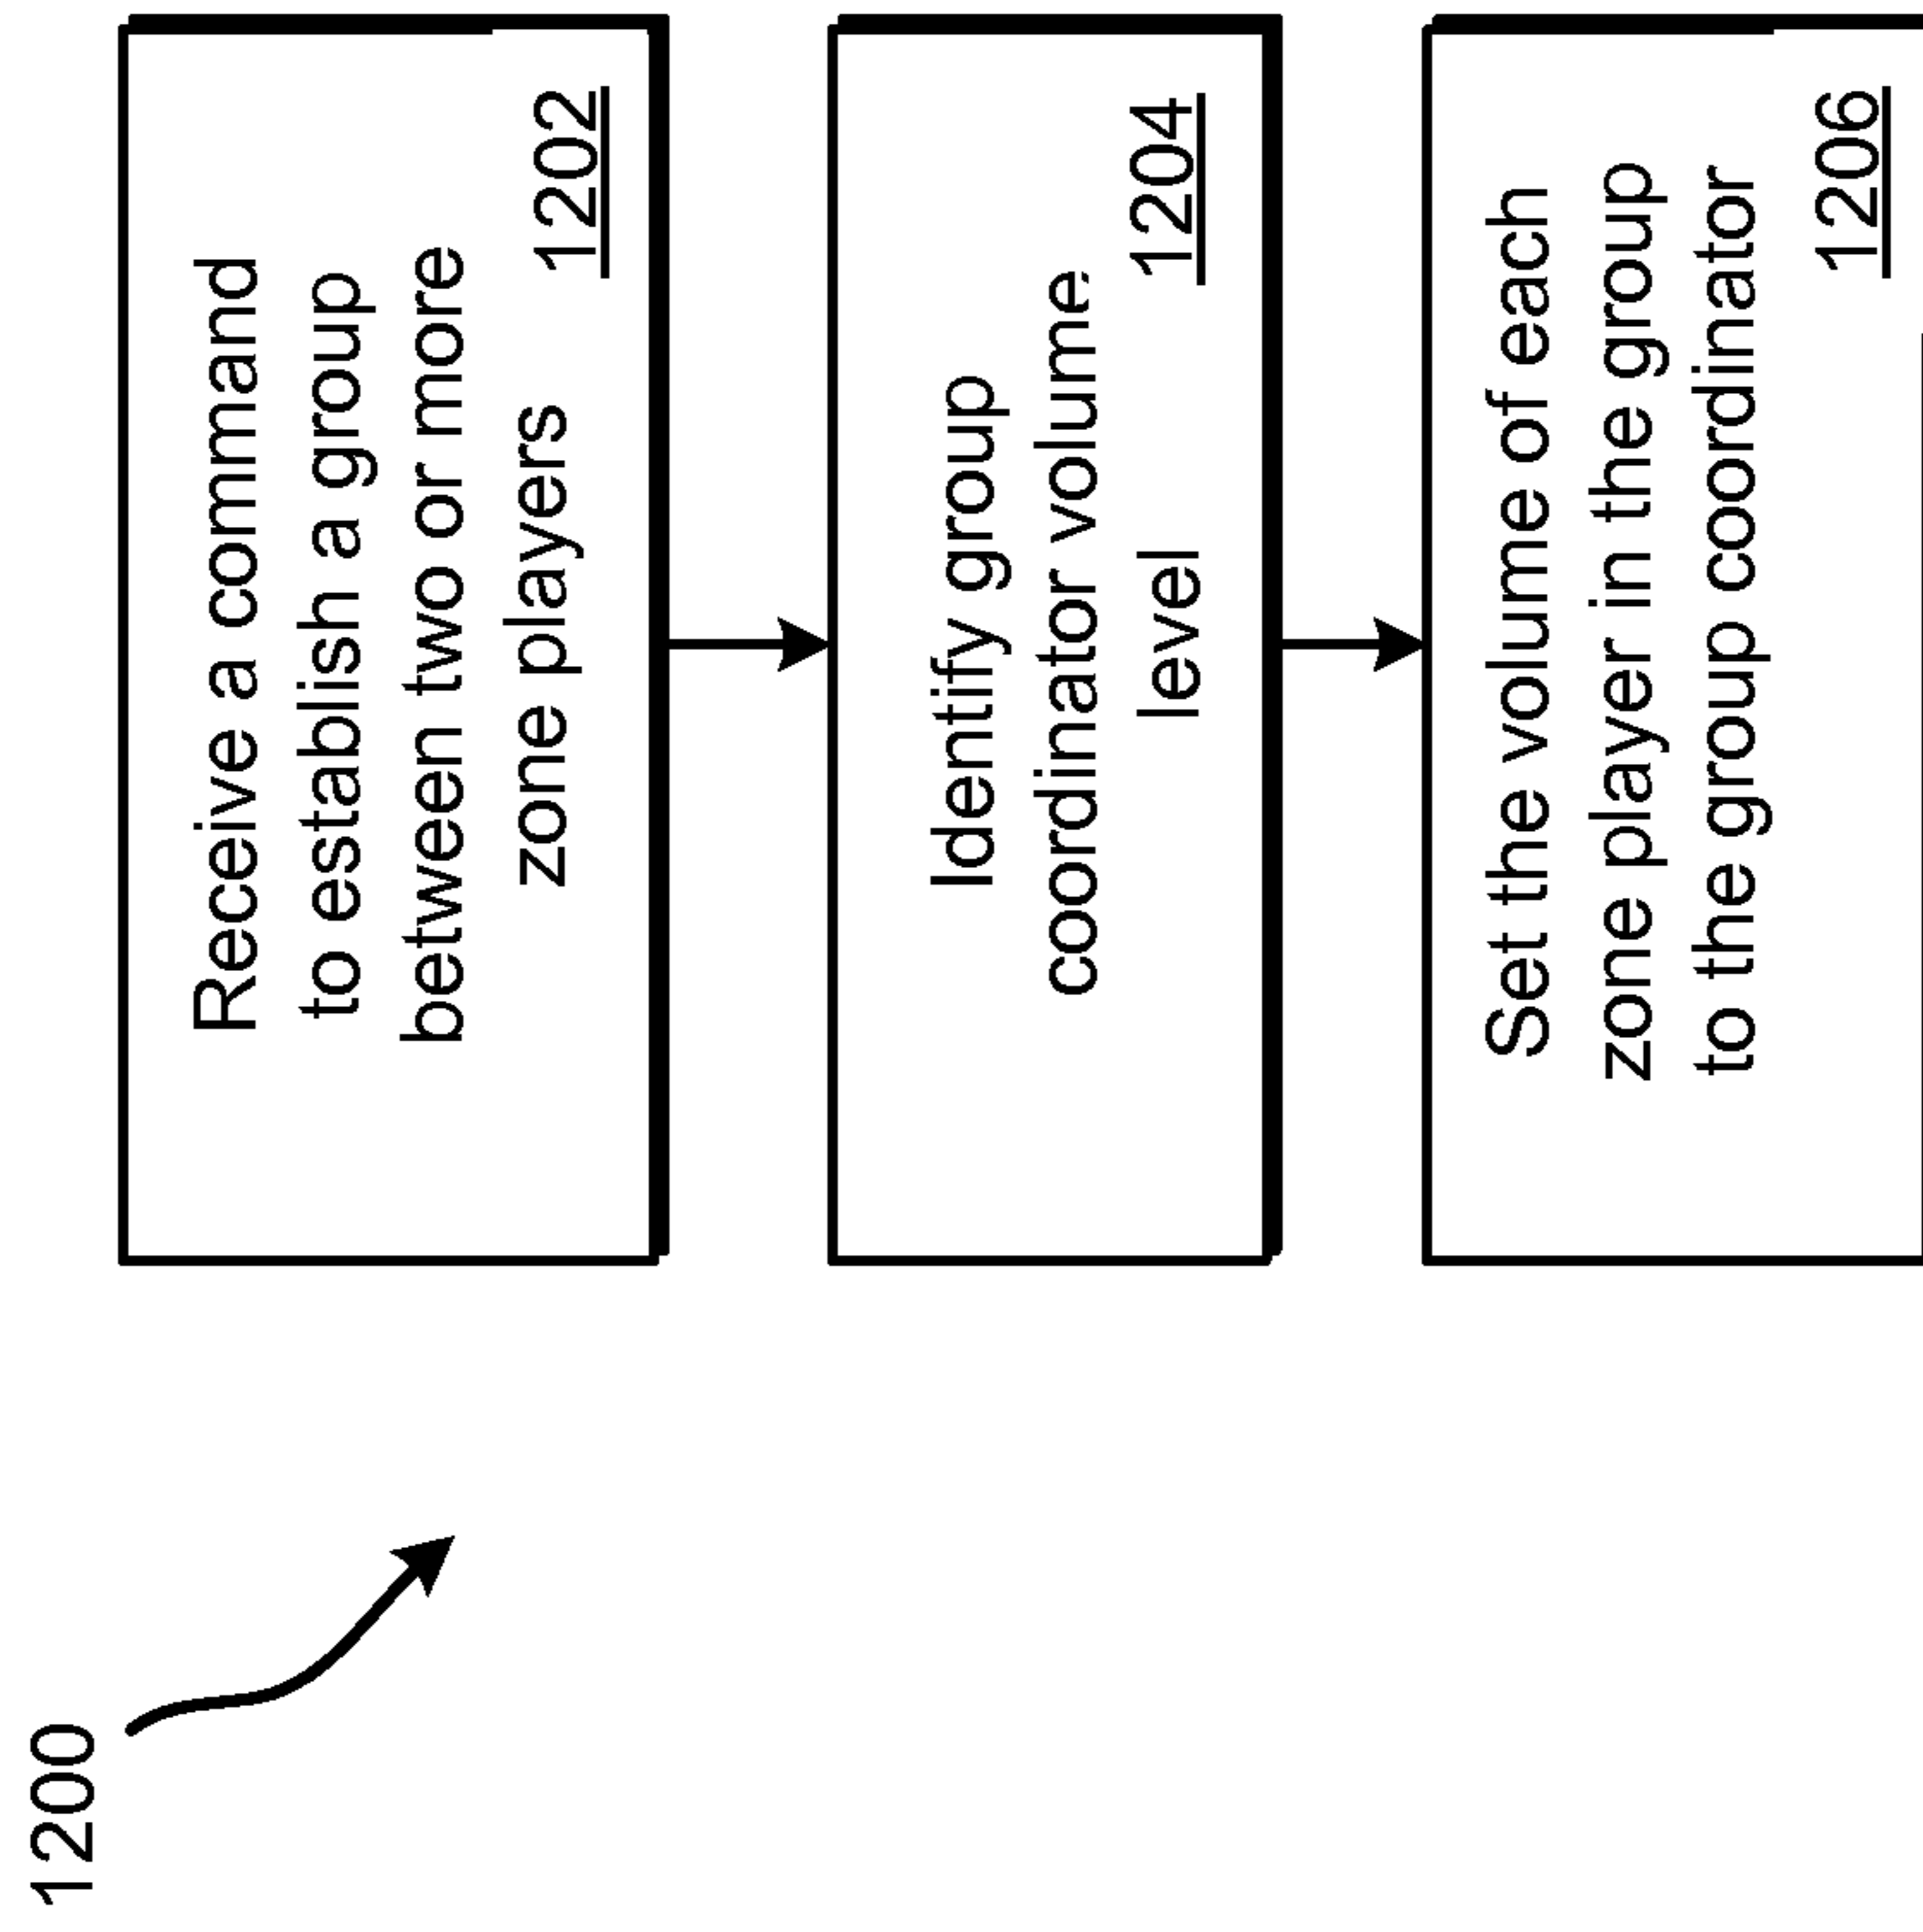 1200
Receive a command
to establish a group
between two or more
zone players
1202
Identify group
coordinator volume
level
1204
Set the volume of each
zone player in the group
to the group coordinator
1206